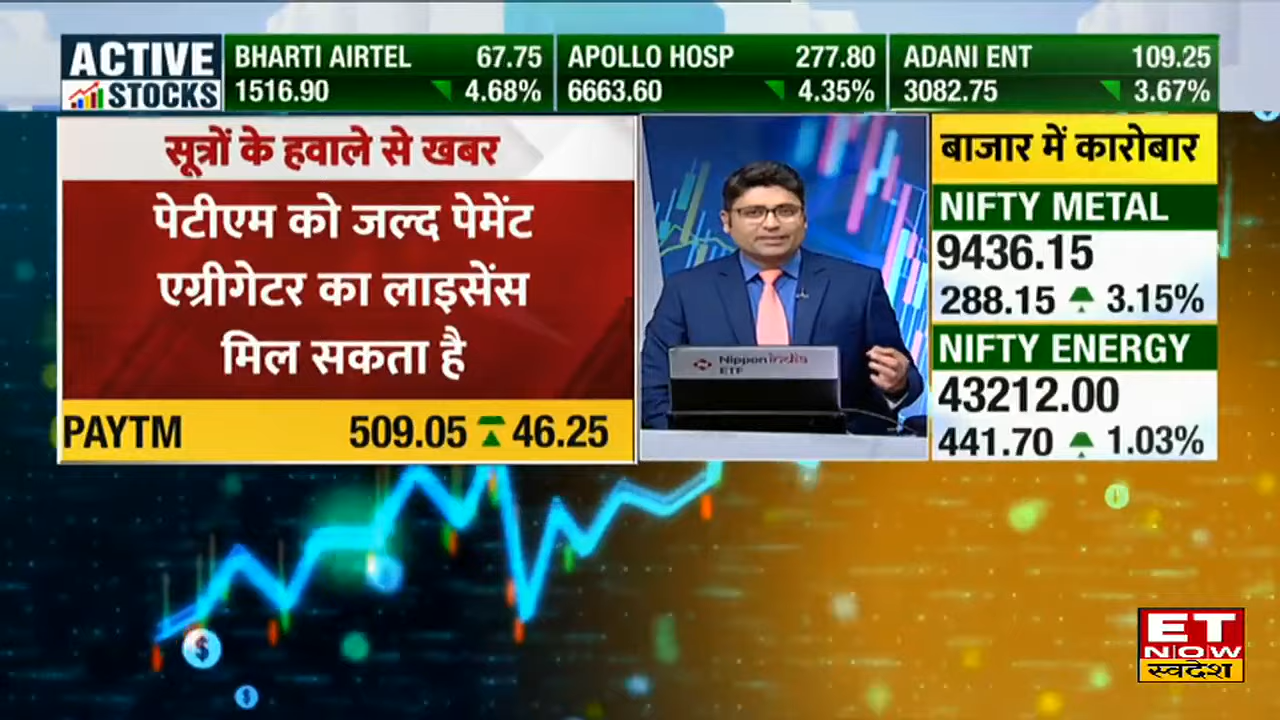 ACTIVE
STOCKS
BHARTI AIRTEL 67.75
1516.90 4.68%
APOLLO HOSP 277.80
6663.60 4.35%
ADANI ENT 109.25
3082.75 3.67%
सूत्रों के हवाले से खबर
पेटीएम को जल्द पेमेंट
एग्रीगेटर का लाइसेंस
मिल सकता है
PAYTM 509.05 46.25
Nippon india
ETF
बाजार में कारोबार
NIFTY METAL
9436.15
288.15 3.15%
NIFTY ENERGY
43212.00
441.70 1.03%
$
ET
NOW
स्वदेश